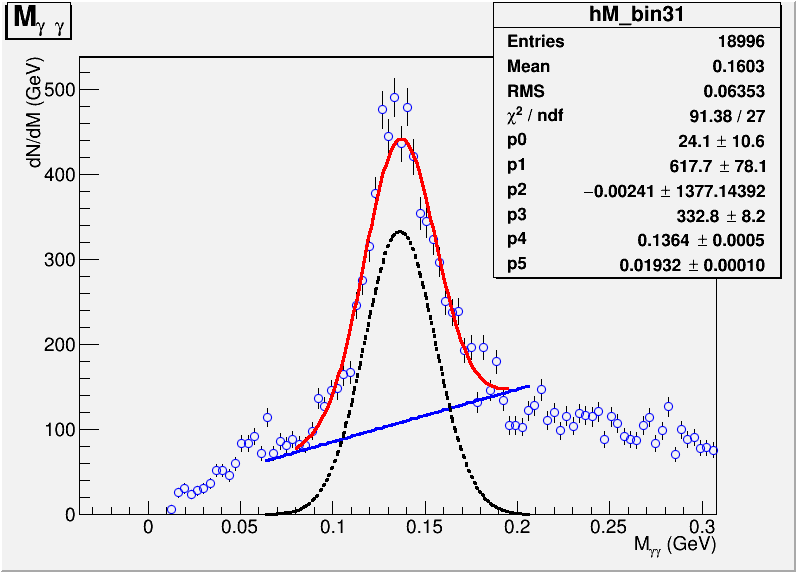 M γ γ
hM_bin31
Entries 18996
Mean 0.1603
RMS 0.06353
χ² / ndf 91.38 / 27
p0 24.1 ± 10.6
p1 617.7 ± 78.1
p2 −0.00241 ± 1377.14392
p3 332.8 ± 8.2
p4 0.1364 ± 0.0005
p5 0.01932 ± 0.00010
dN/dM (GeV)
500
400
300
200
100
0
0 0.05 0.1 0.15 0.2 0.25 0.3
Mγγ (GeV)